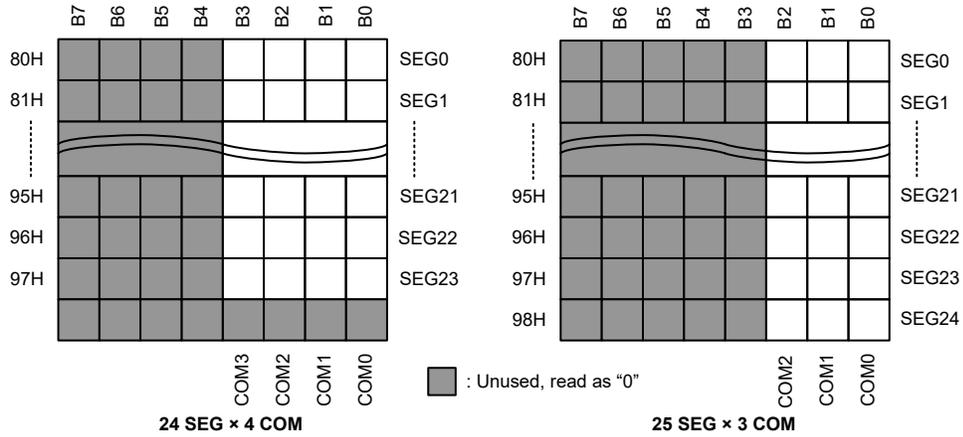 B7 B6 B5 B4 B3 B2 B1 B0
80H SEG0
81H SEG1
95H SEG21
96H SEG22
97H SEG23
COM3 COM2 COM1 COM0
24 SEG × 4 COM
B7 B6 B5 B4 B3 B2 B1 B0
80H SEG0
81H SEG1
95H SEG21
96H SEG22
97H SEG23
98H SEG24
COM2 COM1 COM0
25 SEG × 3 COM
: Unused, read as “0”